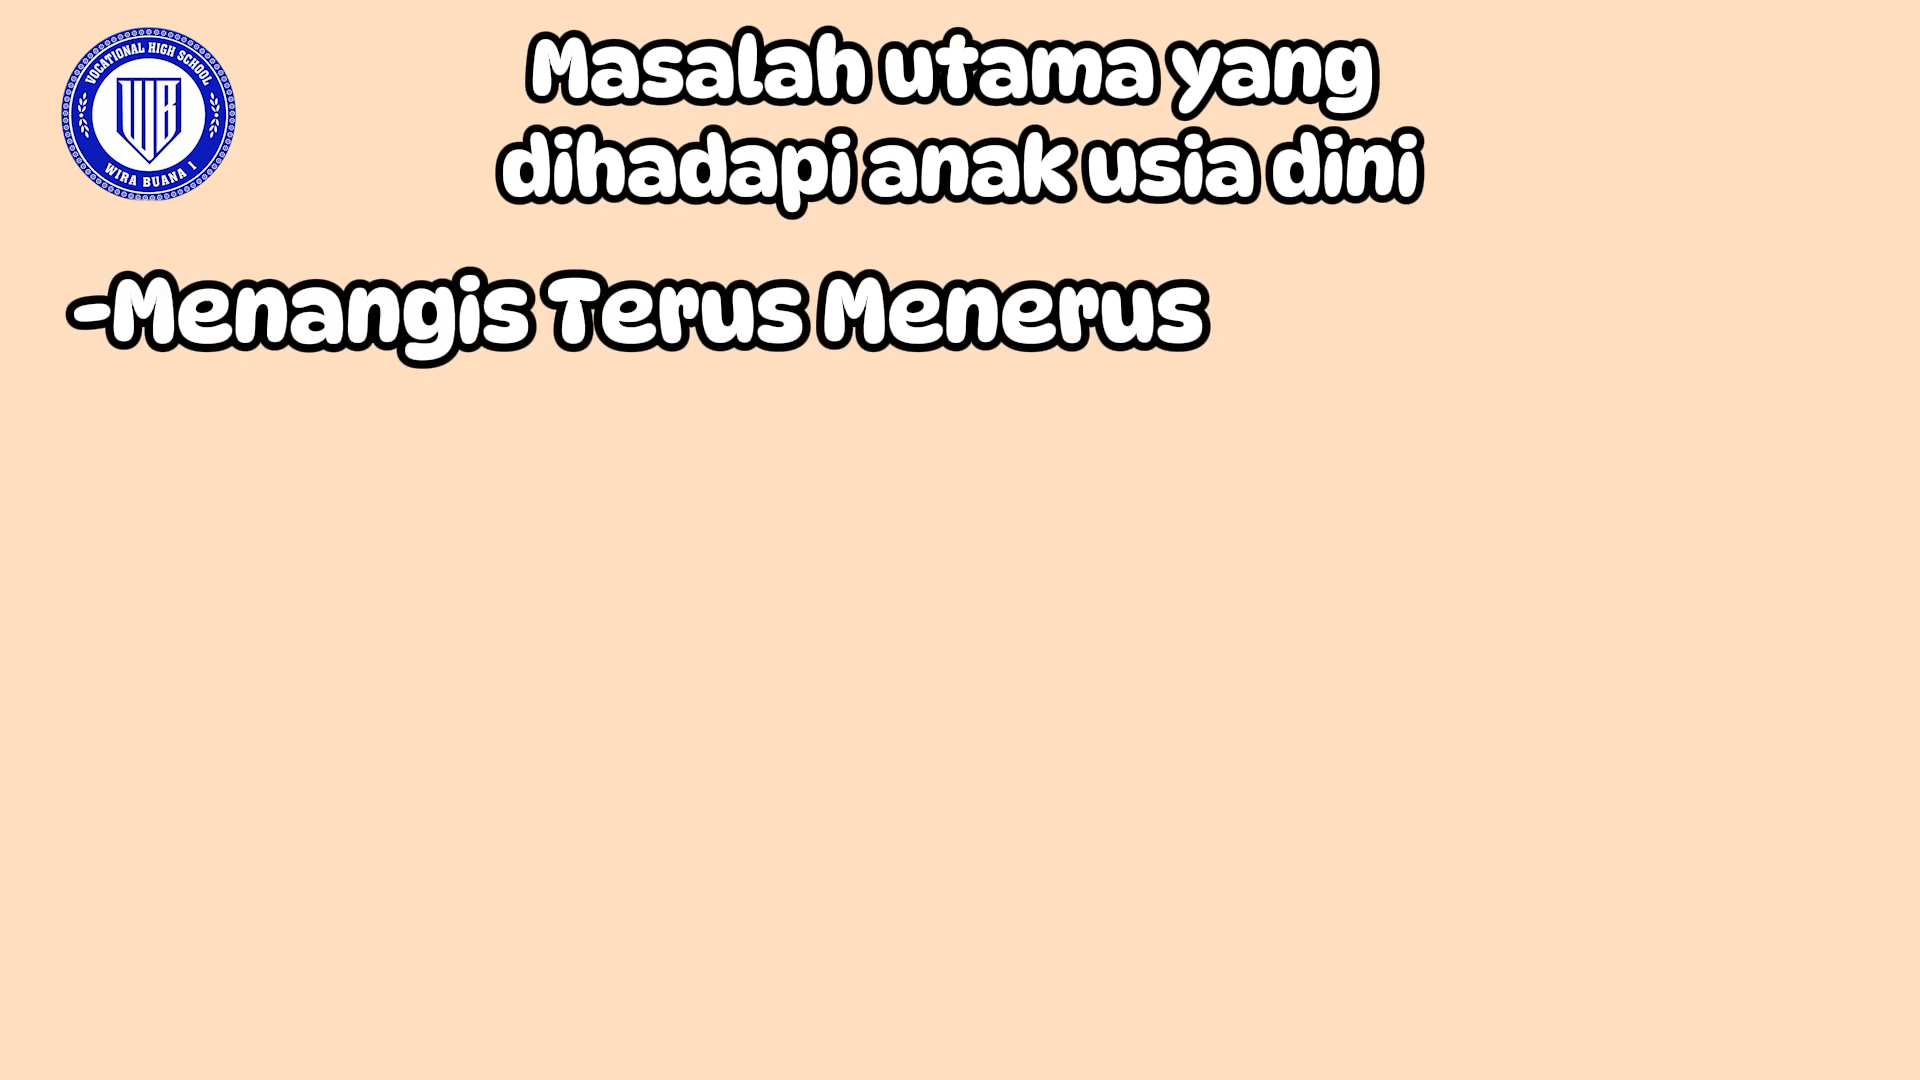 VOCATIONAL HIGH SCHOOL
WB
WIRA BUANA 1
Masalah utama yang
dihadapi anak usia dini
-Menangis Terus Menerus